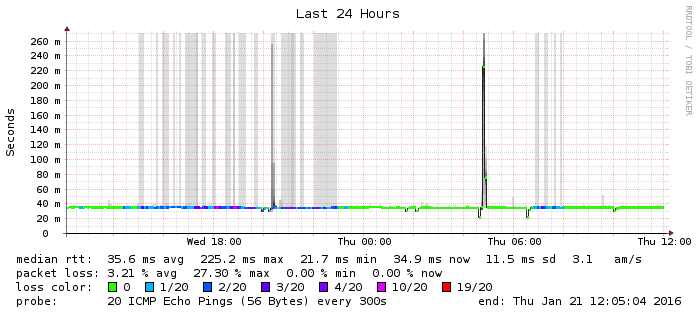 Last 24 Hours
RRDTOOL / TOBI OETIKER
Seconds
260 m
240 m
220 m
200 m
180 m
160 m
140 m
120 m
100 m
80 m
60 m
40 m
20 m
0
Wed 18:00 Thu 00:00 Thu 06:00 Thu 12:00
median rtt: 35.6 ms avg 225.2 ms max 21.7 ms min 34.9 ms now 11.5 ms sd 3.1 am/s
packet loss: 3.21 % avg 27.30 % max 0.00 % min 0.00 % now
loss color: 0 1/20 2/20 3/20 4/20 10/20 19/20
probe: 20 ICMP Echo Pings (56 Bytes) every 300s end: Thu Jan 21 12:05:04 2016